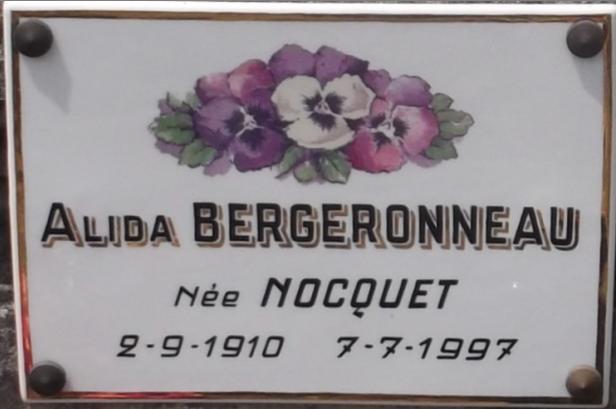 Alida BERGERONNEAU
Née NOCQUET
2-9-1910 7-7-1997